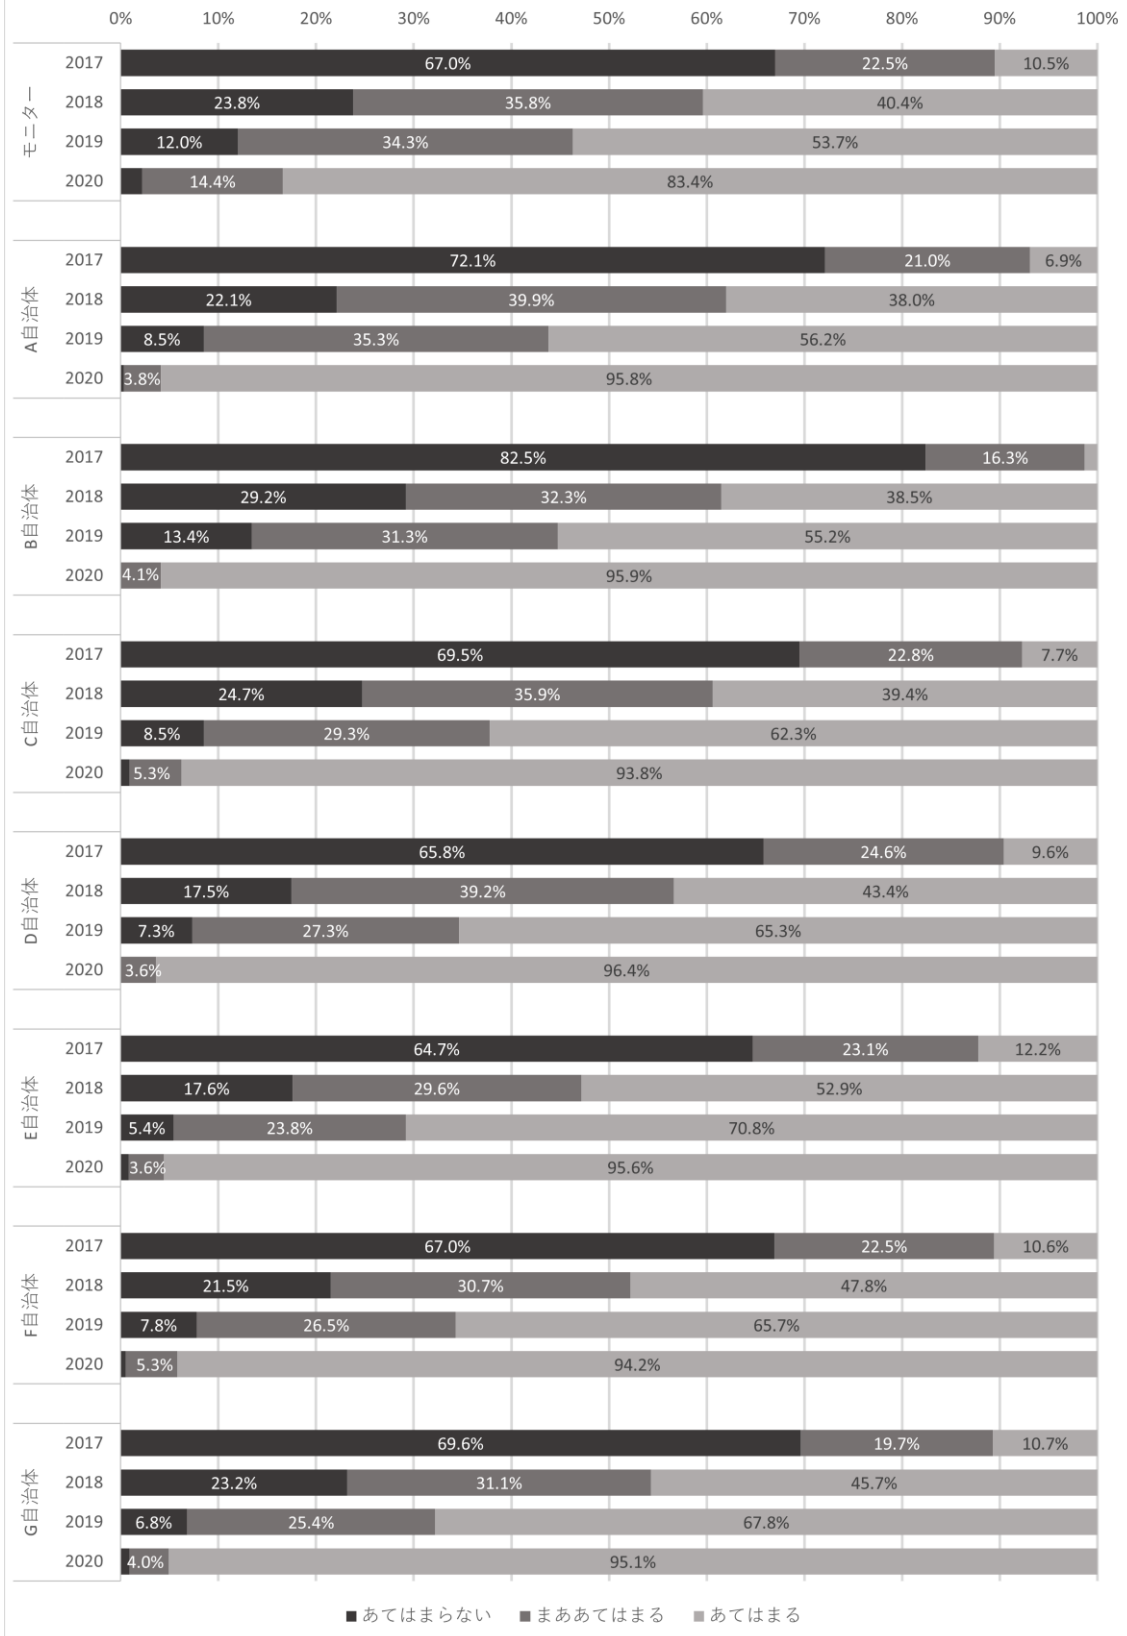 0% 10% 20% 30% 40% 50% 60% 70% 80% 90% 100%
モニター
2017 67.0% 22.5% 10.5%
2018 23.8% 35.8% 40.4%
2019 12.0% 34.3% 53.7%
2020 14.4% 83.4%
A自治体
2017 72.1% 21.0% 6.9%
2018 22.1% 39.9% 38.0%
2019 8.5% 35.3% 56.2%
2020 3.8% 95.8%
B自治体
2017 82.5% 16.3%
2018 29.2% 32.3% 38.5%
2019 13.4% 31.3% 55.2%
2020 4.1% 95.9%
C自治体
2017 69.5% 22.8% 7.7%
2018 24.7% 35.9% 39.4%
2019 8.5% 29.3% 62.3%
2020 5.3% 93.8%
D自治体
2017 65.8% 24.6% 9.6%
2018 17.5% 39.2% 43.4%
2019 7.3% 27.3% 65.3%
2020 3.6% 96.4%
E自治体
2017 64.7% 23.1% 12.2%
2018 17.6% 29.6% 52.9%
2019 5.4% 23.8% 70.8%
2020 3.6% 95.6%
F自治体
2017 67.0% 22.5% 10.6%
2018 21.5% 30.7% 47.8%
2019 7.8% 26.5% 65.7%
2020 5.3% 94.2%
G自治体
2017 69.6% 19.7% 10.7%
2018 23.2% 31.1% 45.7%
2019 6.8% 25.4% 67.8%
2020 4.0% 95.1%
あてはまらない まああてはまる あてはまる